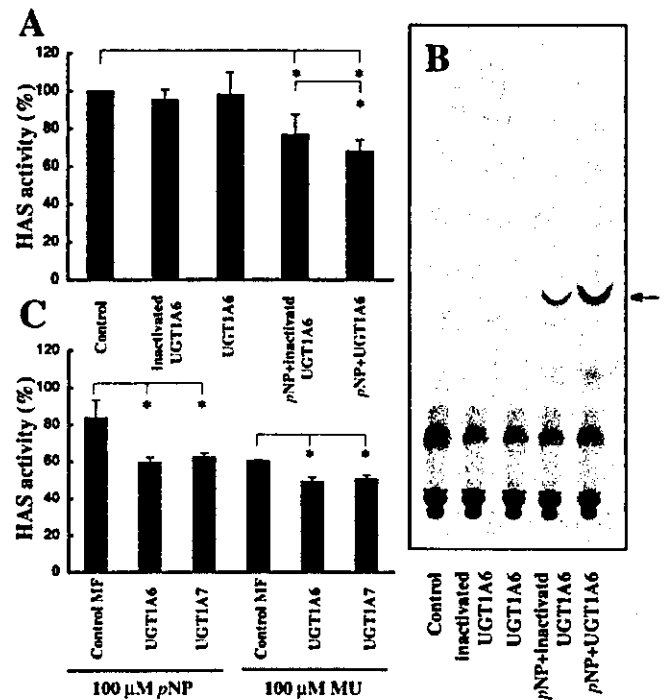 A
HAS activity (%)
120
100
80
60
40
20
0
*
*
*
Control
inactivated
UGT1A6
UGT1A6
pNP+inactivatd
UGT1A6
pNP+UGT1A6
B
Control
inactivated
UGT1A6
UGT1A6
pNP+inactivatd
UGT1A6
pNP+UGT1A6
C
HAS activity (%)
120
100
80
60
40
20
0
*
*
*
*
Control MF
UGT1A6
UGT1A7
Control MF
UGT1A6
UGT1A7
100 µM pNP
100 µM MU